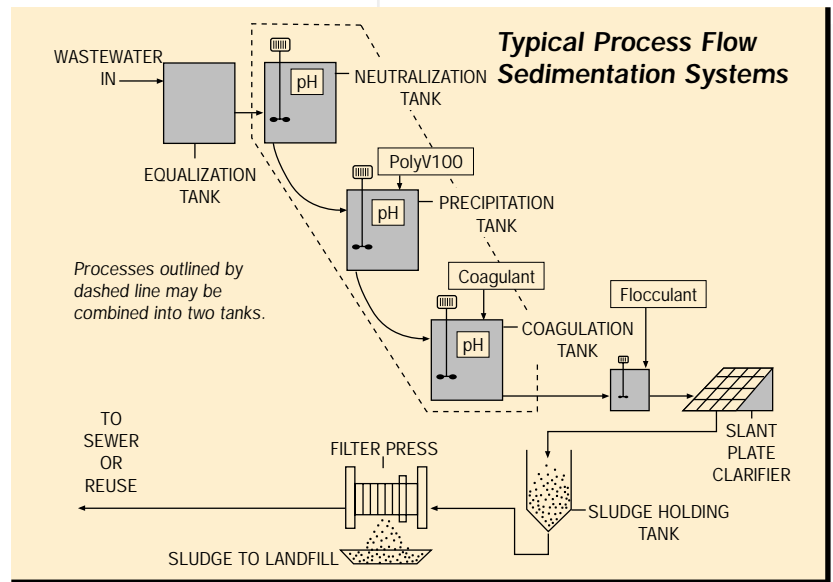 Typical Process Flow
Sedimentation Systems
WASTEWATER
IN
pH
NEUTRALIZATION
TANK
EQUALIZATION
TANK
PolyV100
pH
PRECIPITATION
TANK
Processes outlined by
dashed line may be
combined into two tanks.
Coagulant
pH
COAGULATION
TANK
Flocculant
SLANT
PLATE
CLARIFIER
TO
SEWER
OR
REUSE
FILTER PRESS
SLUDGE HOLDING
TANK
SLUDGE TO LANDFILL